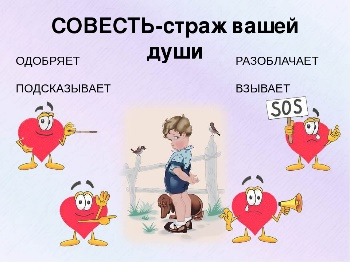 СОВЕСТЬ-страж вашей
души
ОДОБРЯЕТ
РАЗОБЛАЧАЕТ
ПОДСКАЗЫВАЕТ
ВЗЫВАЕТ
SOS